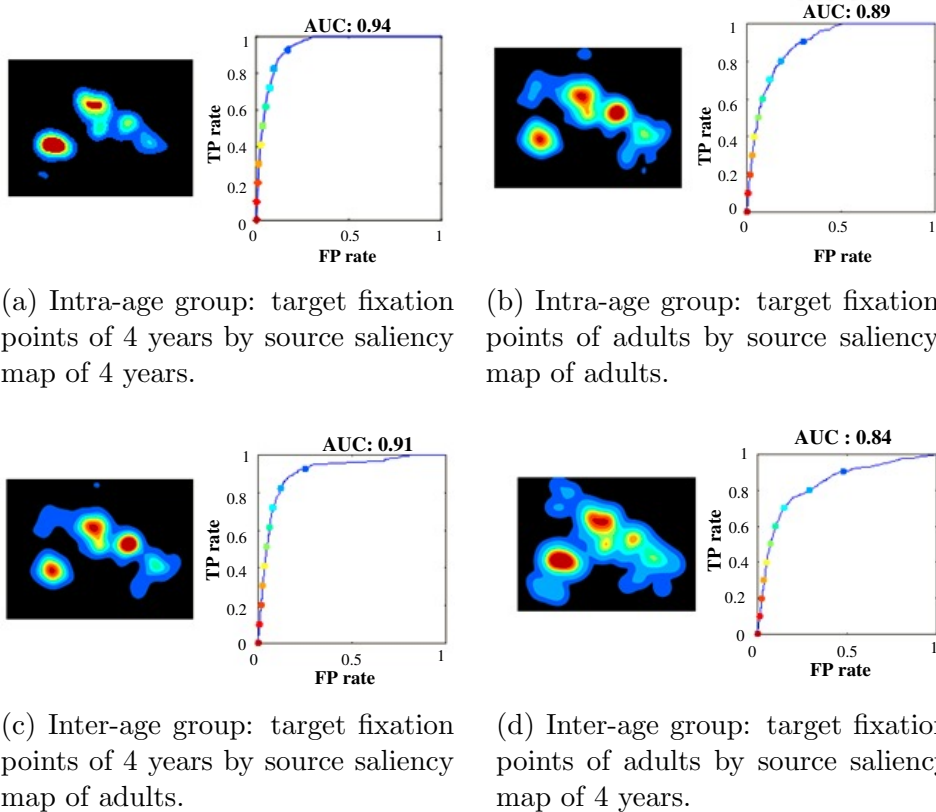 AUC: 0.94
1
0.8
0.6
0.4
0.2
0
TP rate
0 0.5 1
FP rate
AUC: 0.89
1
0.8
0.6
0.4
0.2
0
TP rate
0 0.5 1
FP rate
(a) Intra-age group: target fixation
points of 4 years by source saliency
map of 4 years.
(b) Intra-age group: target fixation
points of adults by source saliency
map of adults.
AUC: 0.91
1
0.8
0.6
0.4
0.2
0
TP rate
0 0.5 1
FP rate
AUC : 0.84
1
0.8
0.6
0.4
0.2
0
TP rate
0 0.5 1
FP rate
(c) Inter-age group: target fixation
points of 4 years by source saliency
map of adults.
(d) Inter-age group: target fixation
points of adults by source saliency
map of 4 years.